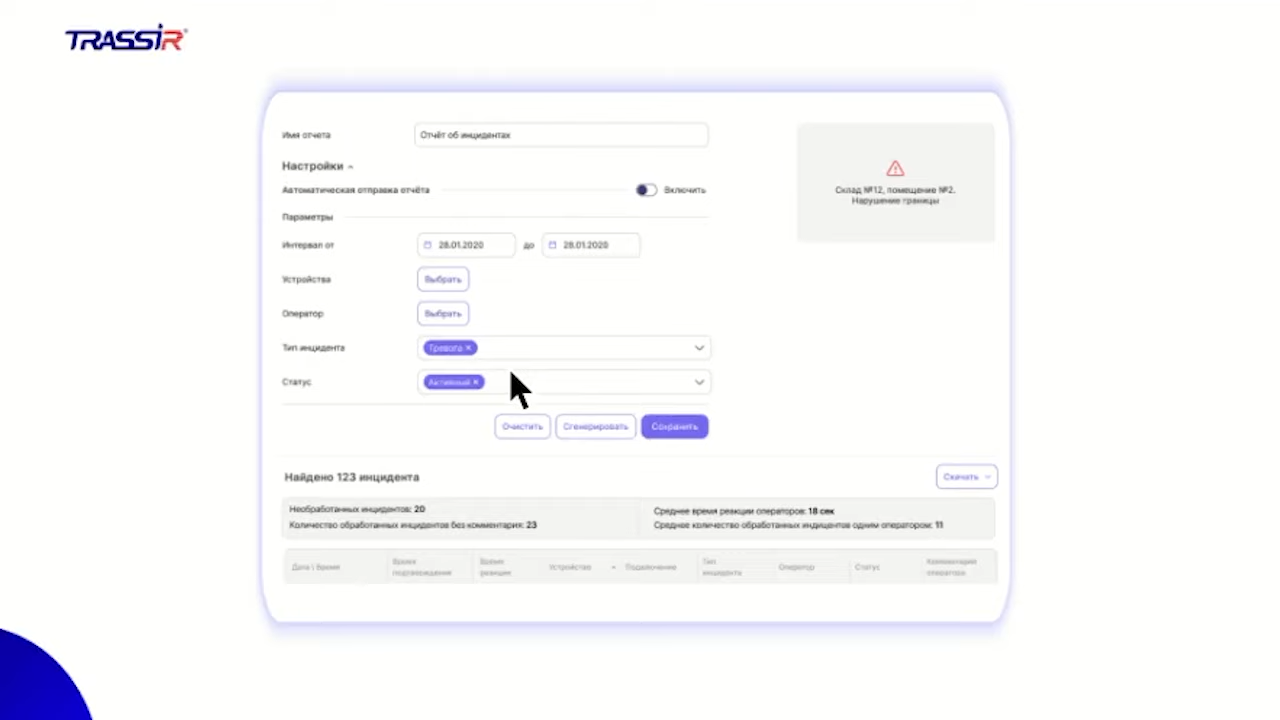 TRASSIR
Имя отчета
Отчёт об инцидентах
Настройки
Автоматическая отправка отчёта
Включить
Параметры
Интервал от
28.01.2020
до
28.01.2020
Устройства
Выбрать
Оператор
Выбрать
Тип инцидента
Тревога ×
Статус
Активный ×
Очистить
Сгенерировать
Сохранить
Склад №12, помещение №2.
Нарушение границы
Найдено 123 инцидента
Скачать
Необработанных инцидентов: 20
Количество обработанных инцидентов без комментария: 23
Среднее время реакции операторов: 18 сек
Среднее количество обработанных индицентов одним оператором: 11
Дата \ Время
Время
подтверждения
Время
реакции
Устройство
Подключение
Тип
инцидента
Оператор
Статус
Комментарий
оператора